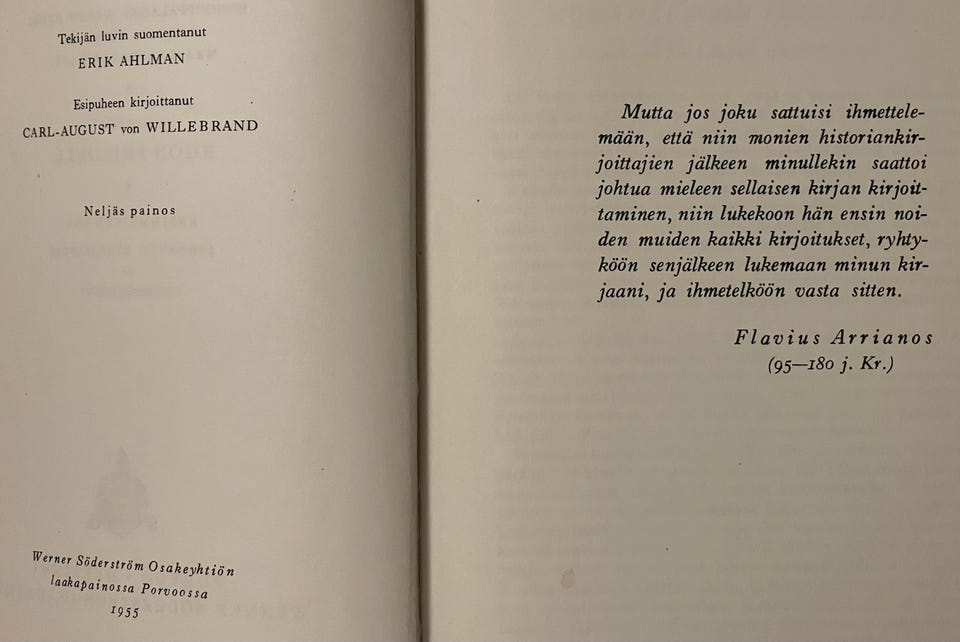 Tekijän luvin suomentanut
ERIK AHLMAN
Esipuheen kirjoittanut
CARL-AUGUST von WILLEBRAND
Neljäs painos
Werner Söderström Osakeyhtiön
laakapainossa Porvoossa
1955
Mutta jos joku sattuisi ihmettele-
mään, että niin monien historiankir-
joittajien jälkeen minullekin saattoi
johtua mieleen sellaisen kirjan kirjoit-
taminen, niin lukekoon hän ensin noi-
den muiden kaikki kirjoitukset, ryhty-
köön senjälkeen lukemaan minun kir-
jaani, ja ihmetelköön vasta sitten.
Flavius Arrianos
(95—180 j. Kr.)